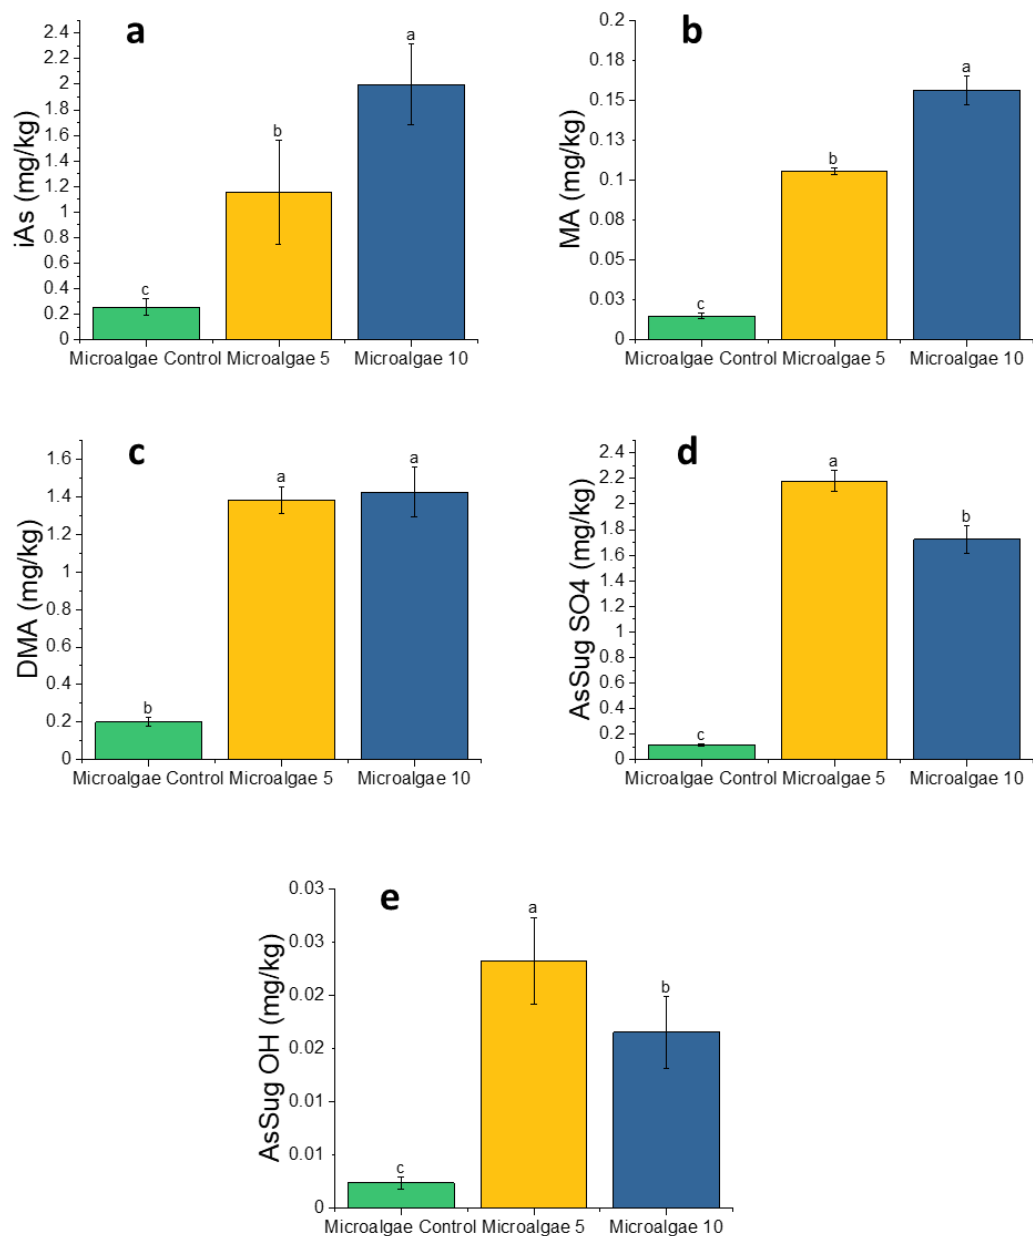 a
iAs (mg/kg)
2.4
2.2
2
1.8
1.6
1.4
1.2
1
0.8
0.6
0.4
0.2
0
c
b
a
Microalgae Control Microalgae 5 Microalgae 10
b
MA (mg/kg)
0.2
0.18
0.15
0.13
0.1
0.08
0.05
0.03
0
c
b
a
Microalgae Control Microalgae 5 Microalgae 10
c
DMA (mg/kg)
1.6
1.4
1.2
1
0.8
0.6
0.4
0.2
0
b
a
a
Microalgae Control Microalgae 5 Microalgae 10
d
AsSug SO4 (mg/kg)
2.4
2.2
2
1.8
1.6
1.4
1.2
1
0.8
0.6
0.4
0.2
0
c
a
b
Microalgae Control Microalgae 5 Microalgae 10
e
AsSug OH (mg/kg)
0.03
0.03
0.02
0.02
0.01
0.01
0
c
a
b
Microalgae Control Microalgae 5 Microalgae 10